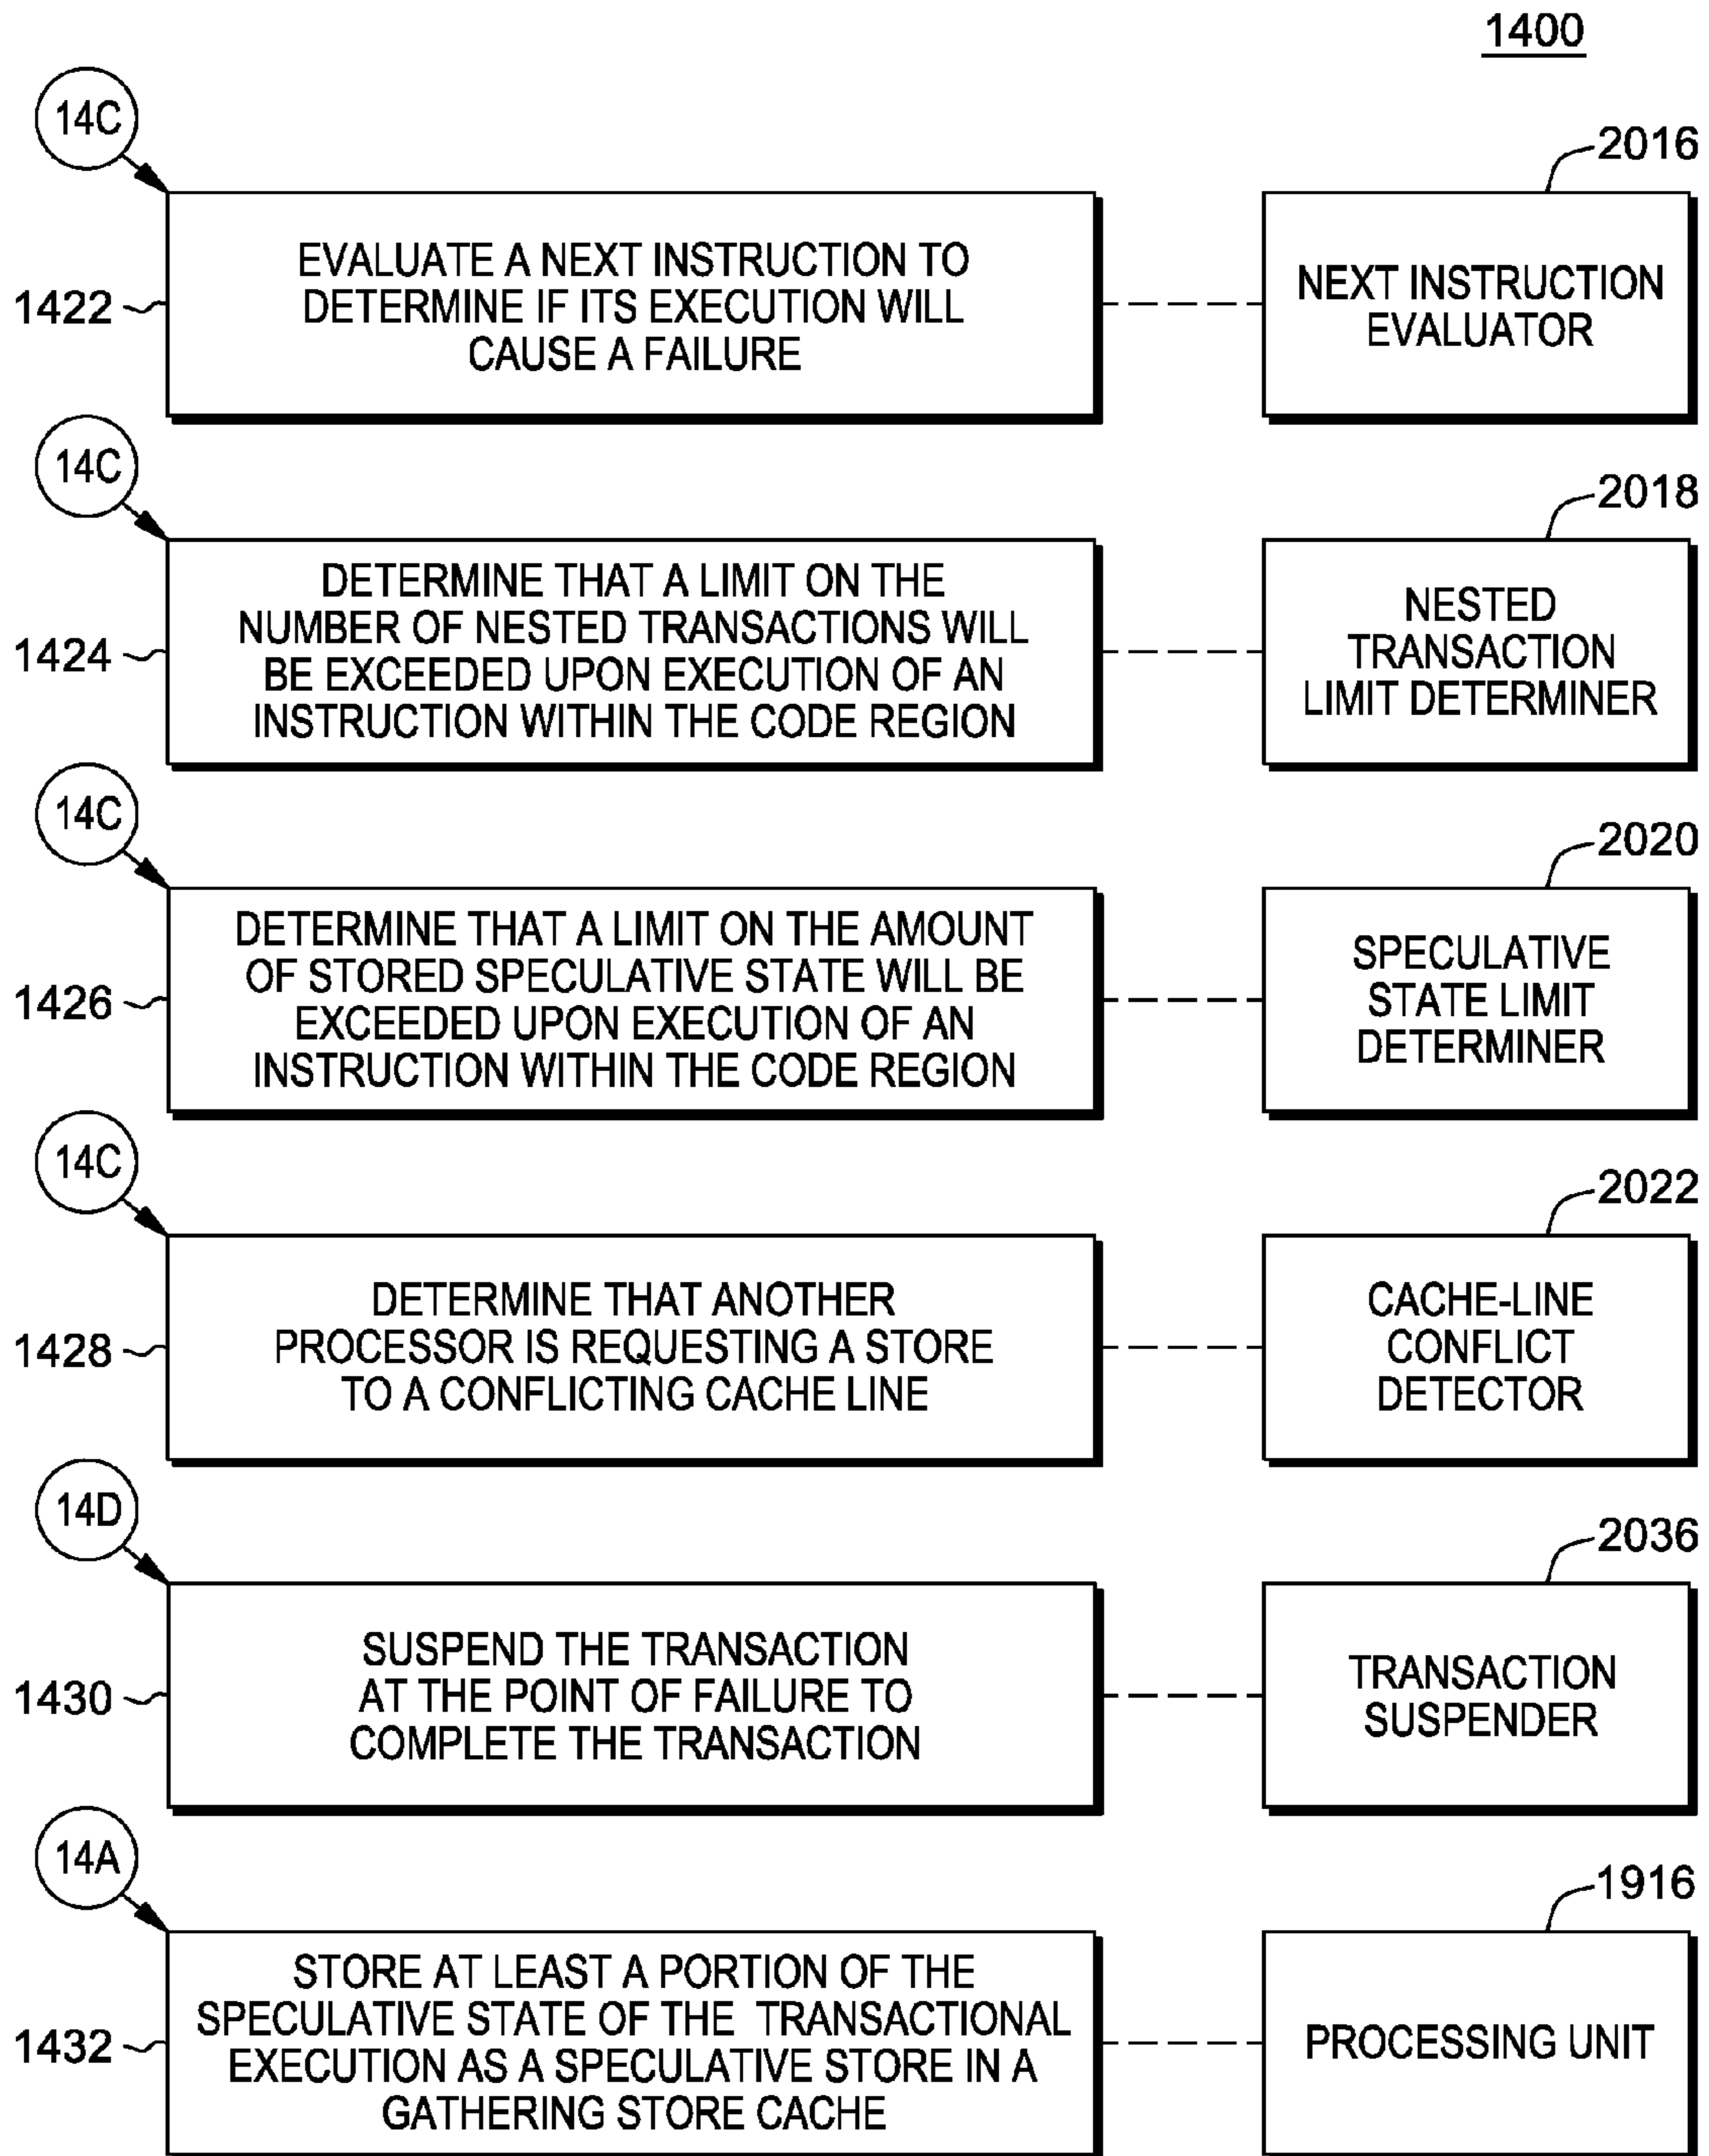 1400
14C
2016
EVALUATE A NEXT INSTRUCTION TO
DETERMINE IF ITS EXECUTION WILL
CAUSE A FAILURE
1422
NEXT INSTRUCTION
EVALUATOR
14C
2018
DETERMINE THAT A LIMIT ON THE
NUMBER OF NESTED TRANSACTIONS WILL
BE EXCEEDED UPON EXECUTION OF AN
INSTRUCTION WITHIN THE CODE REGION
1424
NESTED
TRANSACTION
LIMIT DETERMINER
14C
2020
DETERMINE THAT A LIMIT ON THE AMOUNT
OF STORED SPECULATIVE STATE WILL BE
EXCEEDED UPON EXECUTION OF AN
INSTRUCTION WITHIN THE CODE REGION
1426
SPECULATIVE
STATE LIMIT
DETERMINER
14C
2022
DETERMINE THAT ANOTHER
PROCESSOR IS REQUESTING A STORE
TO A CONFLICTING CACHE LINE
1428
CACHE-LINE
CONFLICT
DETECTOR
14D
2036
SUSPEND THE TRANSACTION
AT THE POINT OF FAILURE TO
COMPLETE THE TRANSACTION
1430
TRANSACTION
SUSPENDER
14A
1916
STORE AT LEAST A PORTION OF THE
SPECULATIVE STATE OF THE TRANSACTIONAL
EXECUTION AS A SPECULATIVE STORE IN A
GATHERING STORE CACHE
1432
PROCESSING UNIT